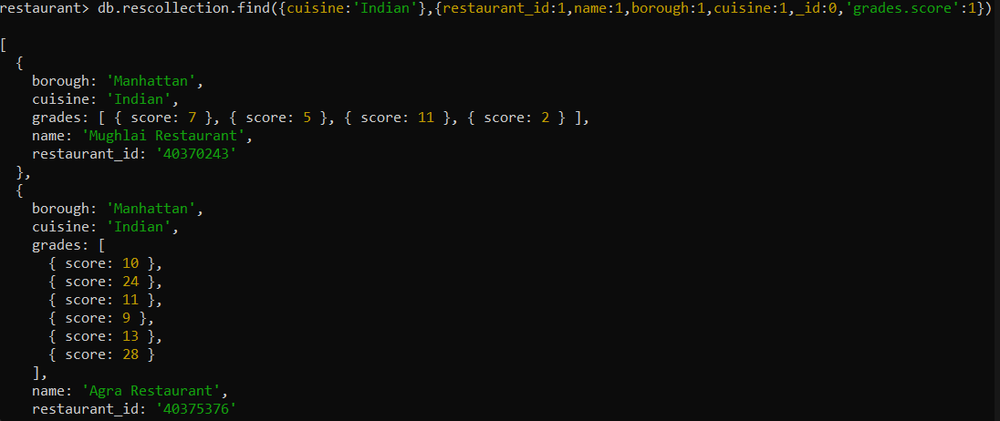 restaurant> db.rescollection.find({cuisine:'Indian'},{restaurant_id:1,name:1,borough:1,cuisine:1,_id:0,'grades.score':1})
[
  {
    borough: 'Manhattan',
    cuisine: 'Indian',
    grades: [ { score: 7 }, { score: 5 }, { score: 11 }, { score: 2 } ],
    name: 'Mughlai Restaurant',
    restaurant_id: '40370243'
  },
  {
    borough: 'Manhattan',
    cuisine: 'Indian',
    grades: [
      { score: 10 },
      { score: 24 },
      { score: 11 },
      { score: 9 },
      { score: 13 },
      { score: 28 }
    ],
    name: 'Agra Restaurant',
    restaurant_id: '40375376'